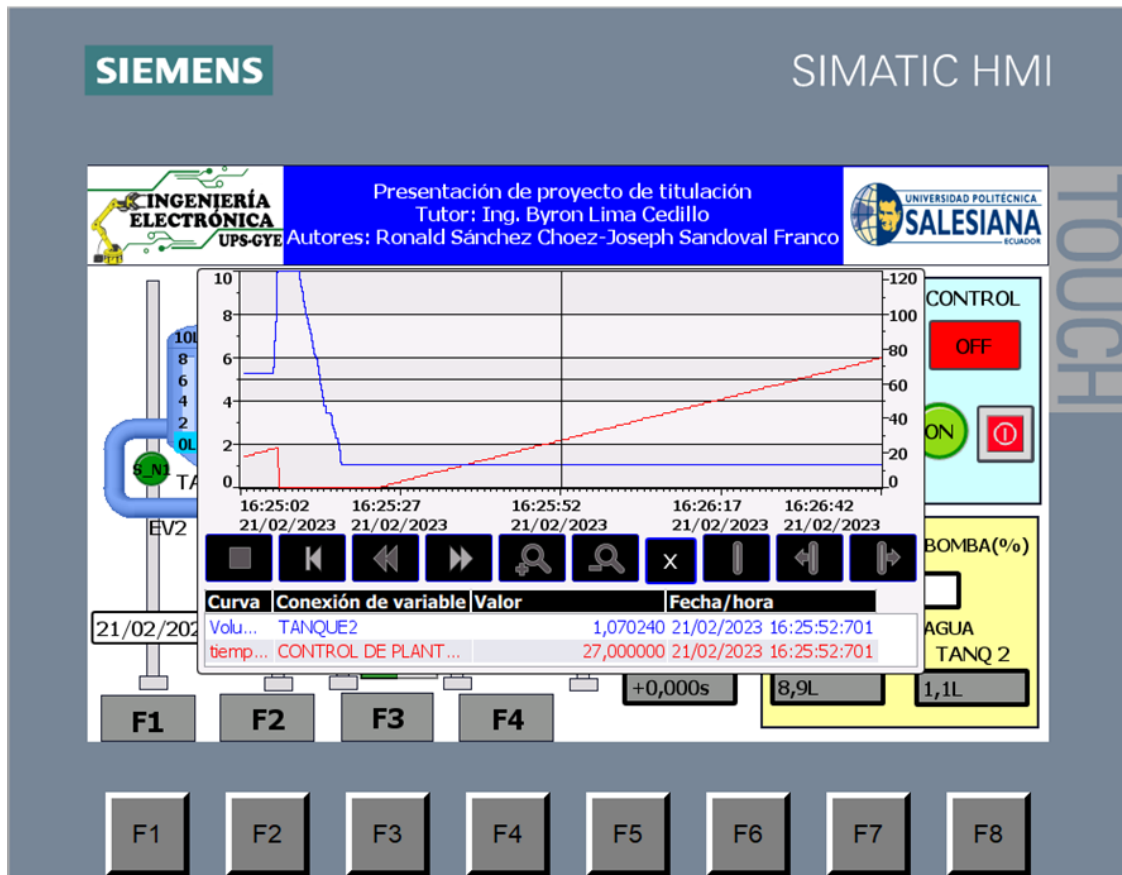 SIEMENS
SIMATIC HMI
TOUCH
INGENIERÍA
ELECTRÓNICA
UPS-GYE
Presentación de proyecto de titulación
Tutor: Ing. Byron Lima Cedillo
Autores: Ronald Sánchez Choez-Joseph Sandoval Franco
UNIVERSIDAD POLITÉCNICA
SALESIANA
ECUADOR
10
8
6
4
2
0
120
100
80
60
40
20
0
16:25:02 16:25:27 16:25:52 16:26:17 16:26:42
21/02/2023 21/02/2023 21/02/2023 21/02/2023 21/02/2023
10L
8
6
4
2
0L
S_N1
TA
EV2
CONTROL
OFF
ON
X
Curva Conexión de variable Valor Fecha/hora
Volu... TANQUE2 1,070240 21/02/2023 16:25:52:701
tiemp... CONTROL DE PLANT... 27,000000 21/02/2023 16:25:52:701
21/02/202
BOMBA(%)
AGUA
TANQ 2
+0,000s 8,9L 1,1L
F1 F2 F3 F4
F1 F2 F3 F4 F5 F6 F7 F8